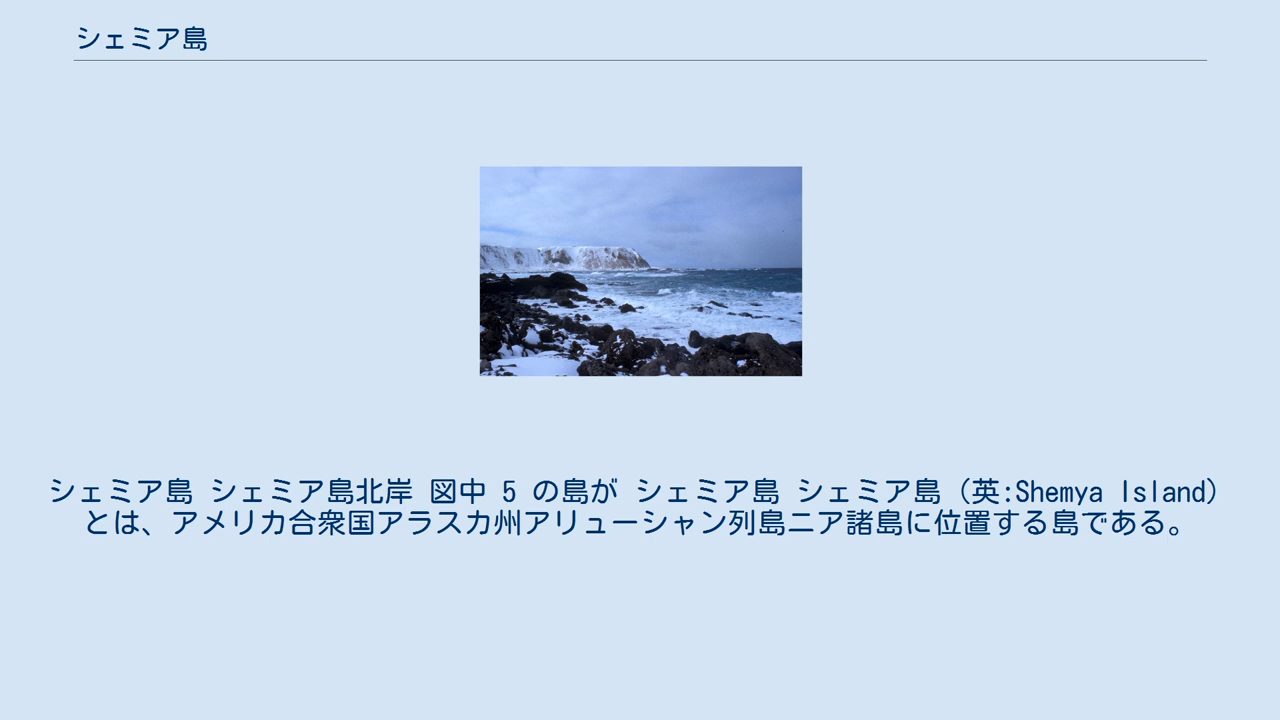 シェミア島
シェミア島 シェミア島北岸 図中 5 の島が シェミア島 シェミア島（英:Shemya Island）
とは、アメリカ合衆国アラスカ州アリューシャン列島ニア諸島に位置する島である。